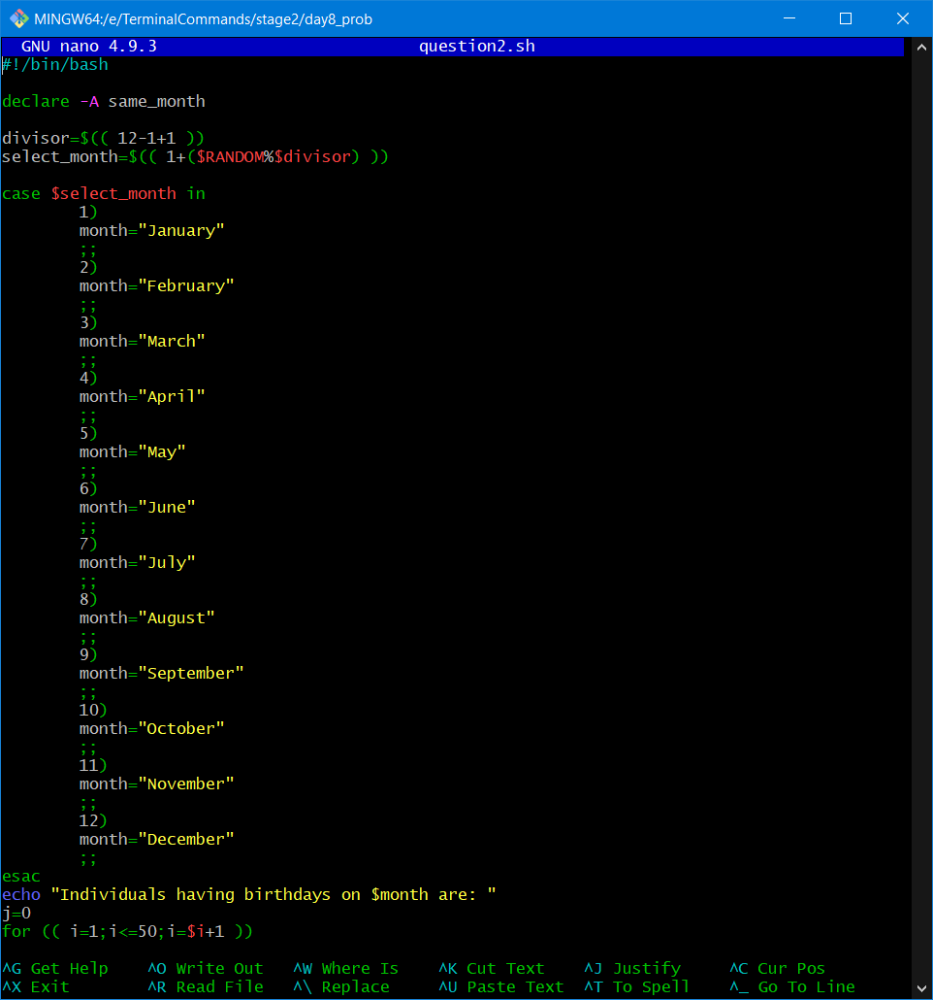 MINGW64:/e/TerminalCommands/stage2/day8_prob
GNU nano 4.9.3 question2.sh
#!/bin/bash
declare -A same_month
divisor=$(( 12-1+1 ))
select_month=$(( 1+($RANDOM%$divisor) ))
case $select_month in
1)
month="January"
;;
2)
month="February"
;;
3)
month="March"
;;
4)
month="April"
;;
5)
month="May"
;;
6)
month="June"
;;
7)
month="July"
;;
8)
month="August"
;;
9)
month="September"
;;
10)
month="October"
;;
11)
month="November"
;;
12)
month="December"
;;
esac
echo "Individuals having birthdays on $month are: "
j=0
for (( i=1;i<=50;i=$i+1 ))
^G Get Help ^O Write Out ^W Where Is ^K Cut Text ^J Justify ^C Cur Pos
^X Exit ^R Read File ^\ Replace ^U Paste Text ^T To Spell ^_ Go To Line